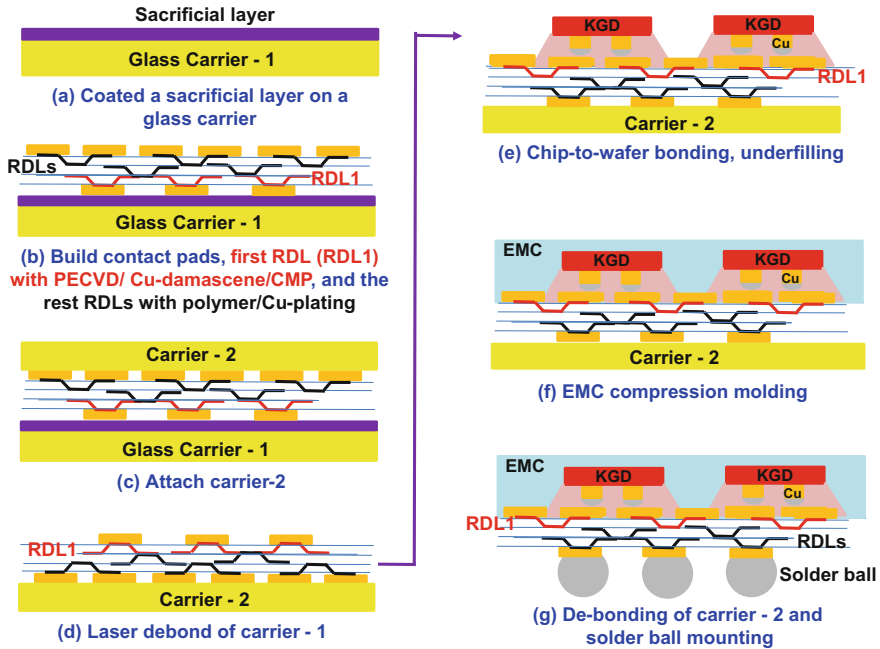 Sacrificial layer
Glass Carrier - 1
(a) Coated a sacrificial layer on a
glass carrier
RDLs
RDL1
Glass Carrier - 1
(b) Build contact pads, first RDL (RDL1)
with PECVD/ Cu-damascene/CMP, and the
rest RDLs with polymer/Cu-plating
Carrier - 2
Glass Carrier - 1
(c) Attach carrier-2
RDL1
Carrier - 2
(d) Laser debond of carrier - 1
KGD
KGD
Cu
RDL1
Carrier - 2
(e) Chip-to-wafer bonding, underfilling
EMC
KGD
KGD
Cu
Carrier - 2
(f) EMC compression molding
EMC
KGD
KGD
Cu
RDL1
RDLs
Solder ball
(g) De-bonding of carrier - 2 and
solder ball mounting